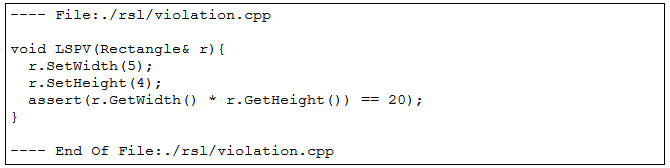 ---- File:./rsl/violation.cpp
void LSPV(Rectangle& r){
r.SetWidth(5);
r.SetHeight(4);
assert(r.GetWidth() * r.GetHeight()) == 20);
}
---- End Of File:./rsl/violation.cpp